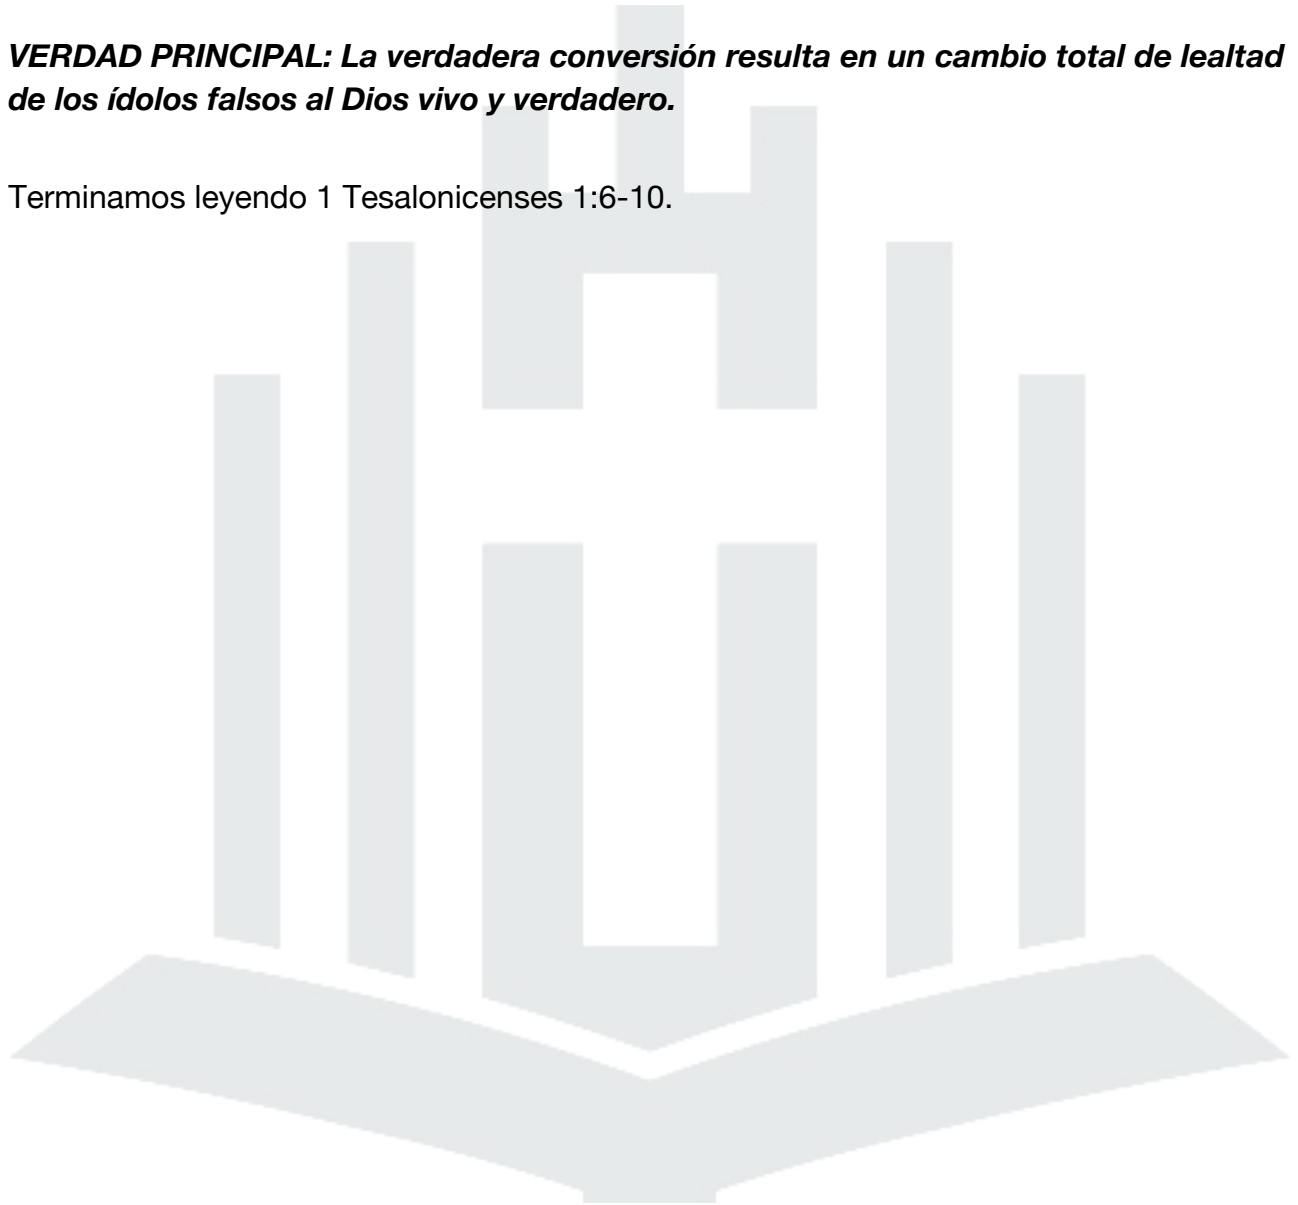 VERDAD PRINCIPAL: La verdadera conversión resulta en un cambio total de lealtad
de los ídolos falsos al Dios vivo y verdadero.
Terminamos leyendo 1 Tesalonicenses 1:6-10.